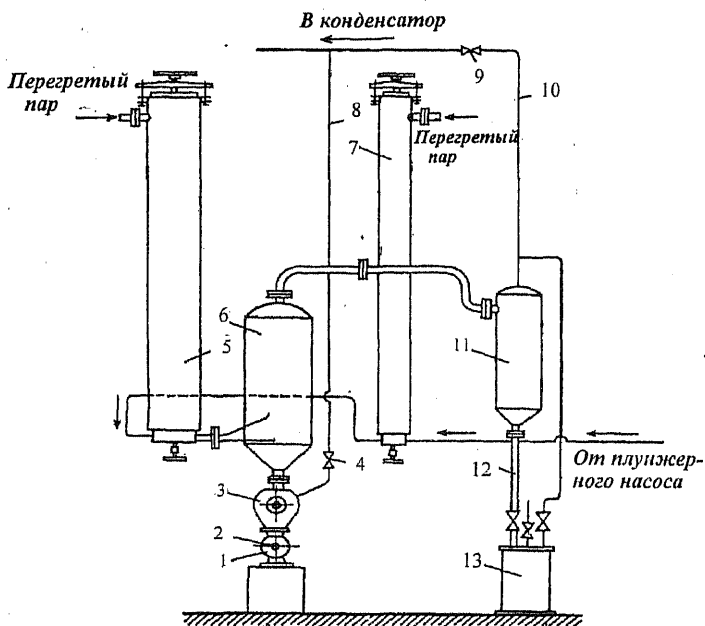 В конденсатор
9
Перегретый
пар
8
10
Перегретый
пар
7
6
5
11
4
12
От плунжер-
ного насоса
3
2
1
13